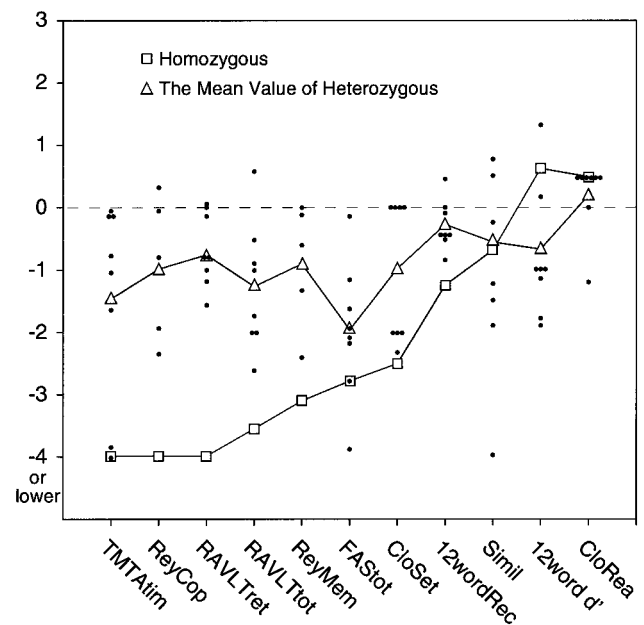 3
Homozygous
2
The Mean Value of Heterozygous
1
0
-1
-2
-3
-4
or
lower
TMTAtim
ReyCop
RAVLTret
RAVLTtot
ReyMem
FAStot
CloSet
12wordRec
Simil
12word d'
CloRea